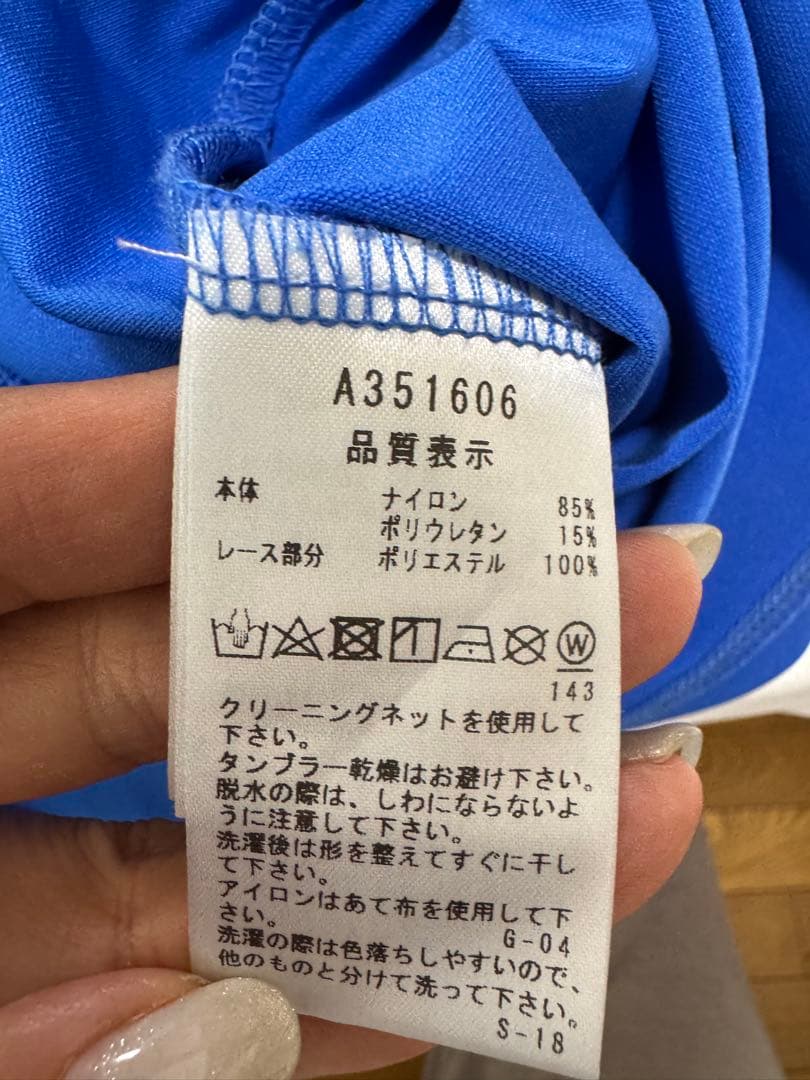 A351606
品質表示
本体 ナイロン 85%
ポリウレタン 15%
レース部分 ポリエステル 100%
W
143
クリーニングネットを使用して
下さい。
タンブラー乾燥はお避け下さい。
脱水の際は、しわにならないよ
うに注意して下さい。
洗濯後は形を整えてすぐに干し
て下さい。
アイロンはあて布を使用して下
さい。
G-04
洗濯の際は色落ちしやすいので、
他のものと分けて洗って下さい。
S-18